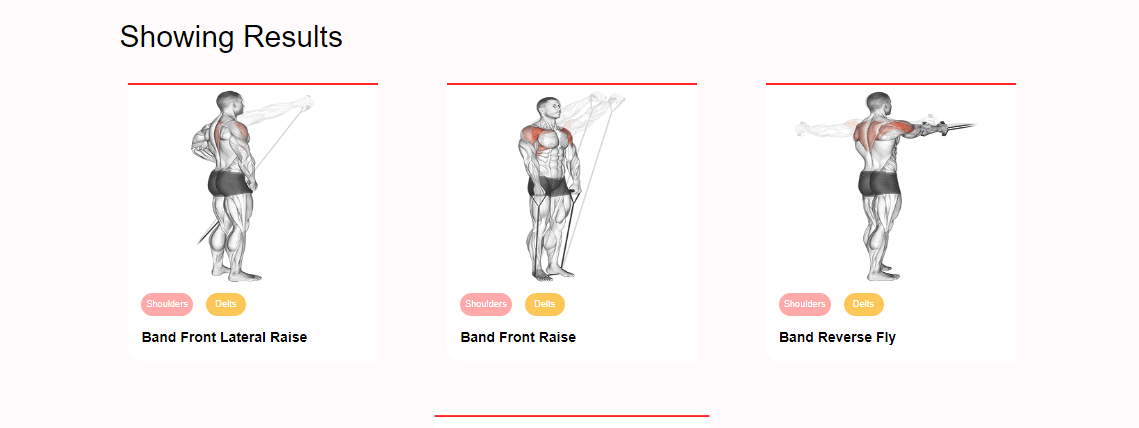 Showing Results
Shoulders Delts
Band Front Lateral Raise
Shoulders Delts
Band Front Raise
Shoulders Delts
Band Reverse Fly